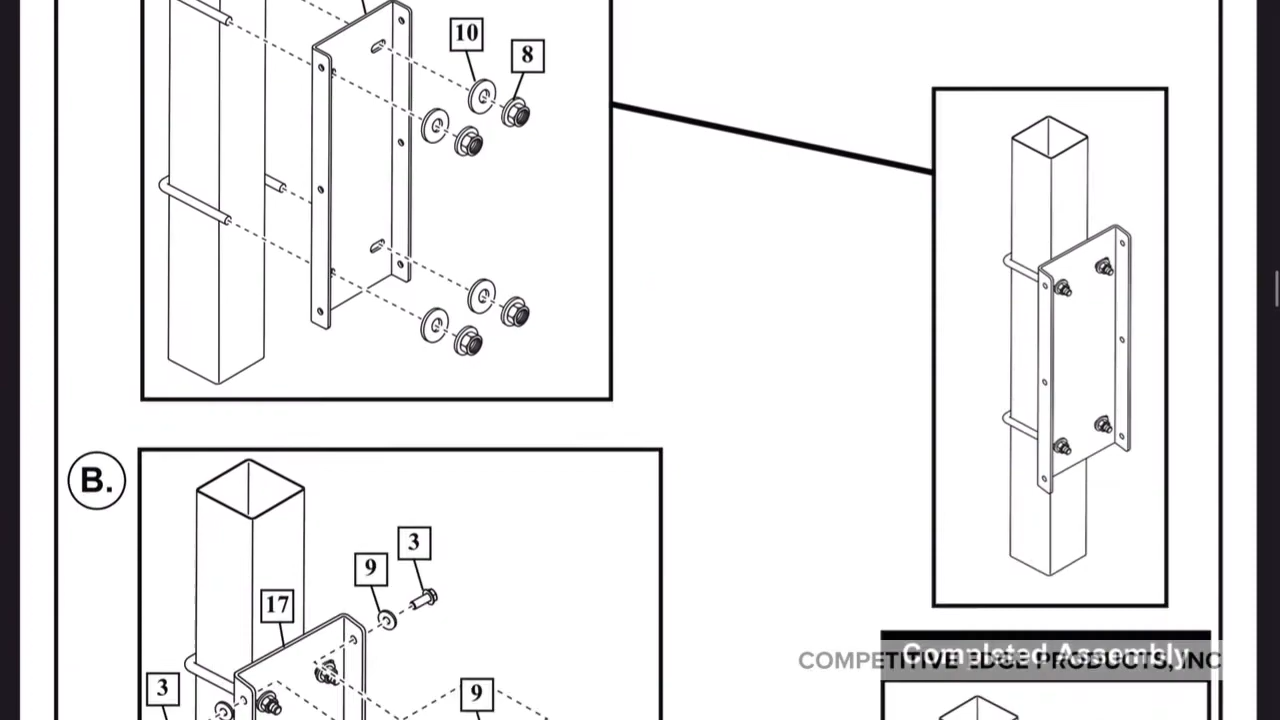 10
8
B.
3
9
17
Completed Assembly
COMPETITIVE EDGE PRODUCTS, INC
3
9